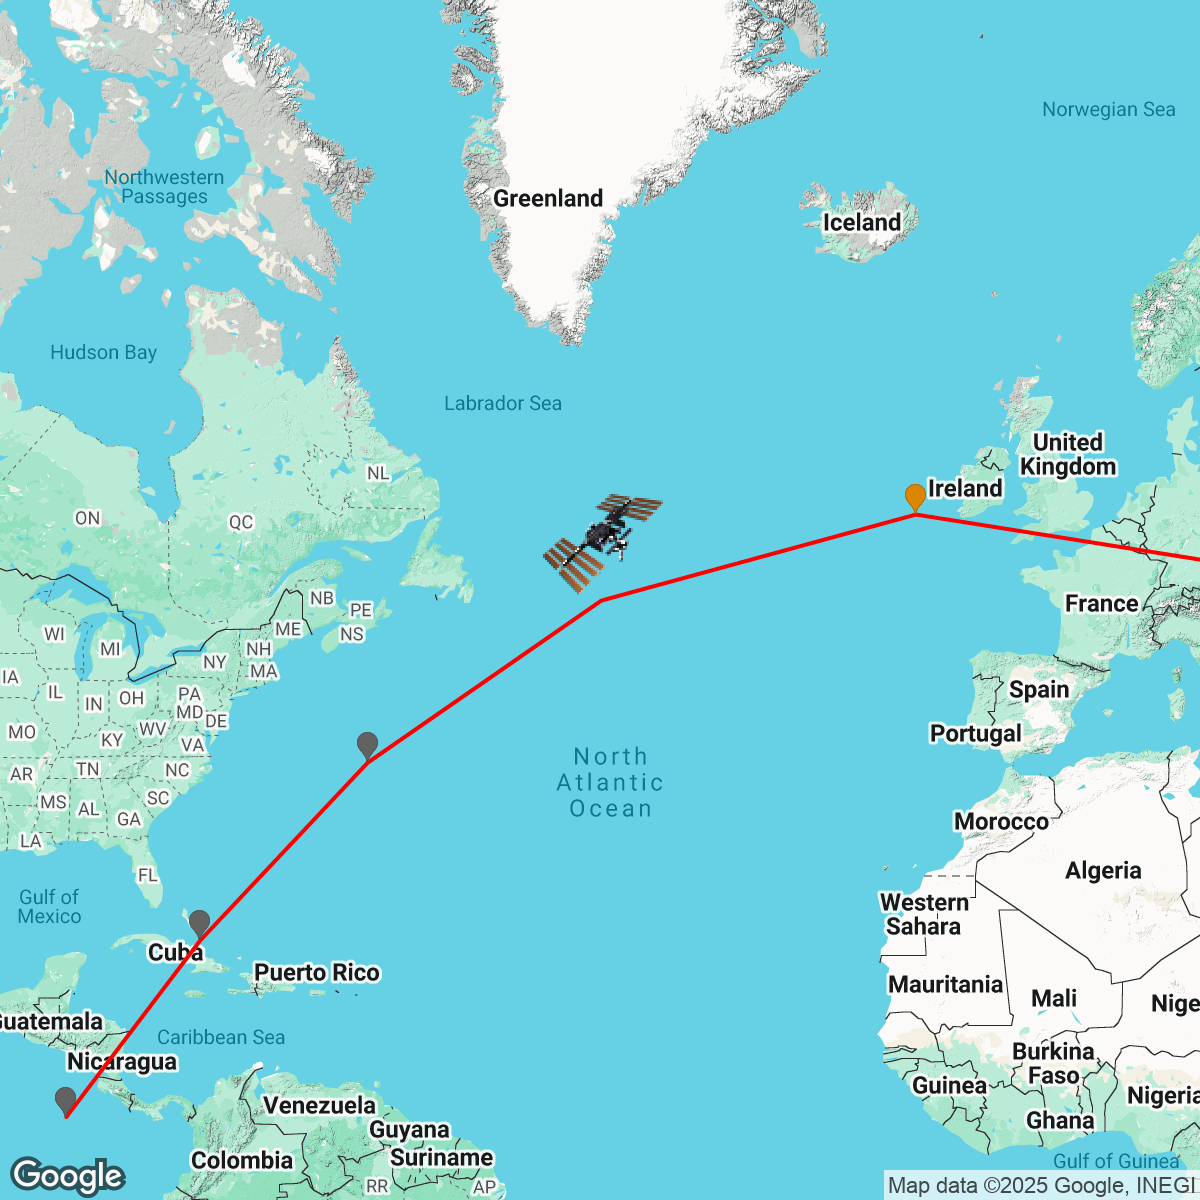 Norwegian Sea
Northwestern
Passages
Greenland
Iceland
Hudson Bay
Labrador Sea
United
Kingdom
NL
Ireland
ON
QC
NB
PE
France
ME
NS
WI
MI
NH
NY
MA
IA
IL
IN
OH
PA
Spain
MD
DE
MO
WV
KY
VA
Portugal
North
Atlantic
Ocean
AR
TN
NC
MS
AL
SC
GA
Morocco
LA
FL
Algeria
Gulf of
Mexico
Western
Sahara
Cuba
Puerto Rico
Mauritania
Mali
Nige
Guatemala
Caribbean Sea
Nicaragua
Burkina
Faso
Guinea
Nigeria
Venezuela
Ghana
Guyana
Suriname
Colombia
Gulf of Guinea
RR
AP
Google
Map data ©2025 Google, INEGI